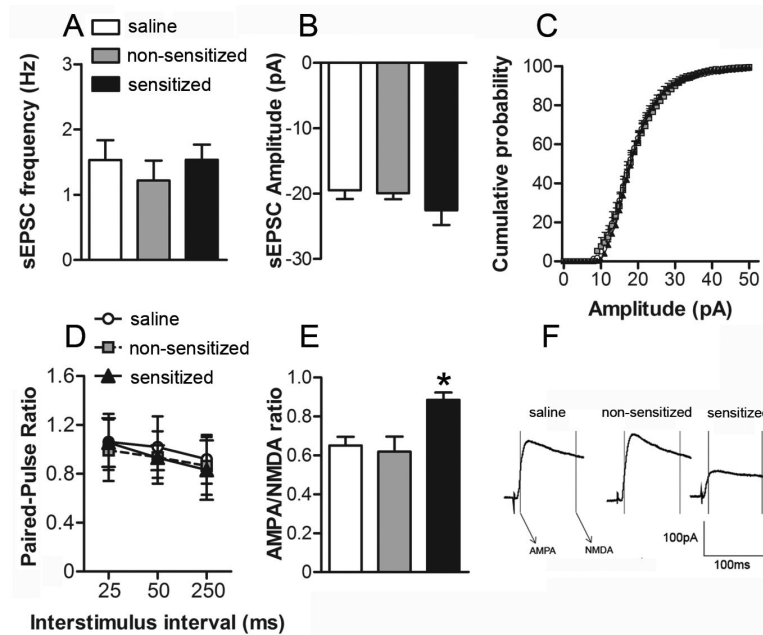 A
saline
non-sensitized
sensitized
sEPSC frequency (Hz)
3
2
1
0
B
sEPSC Amplitude (pA)
0
-10
-20
-30
C
Cumulative probability
100
80
60
40
20
0
0 10 20 30 40 50
Amplitude (pA)
D
saline
non-sensitized
sensitized
Paired-Pulse Ratio
1.6
1.2
0.8
0.4
0
25 50 250
Interstimulus interval (ms)
E
AMPA/NMDA ratio
1.0
0.8
0.6
0.4
0.2
0.0
*
F
saline non-sensitized sensitized
AMPA NMDA
100pA
100ms